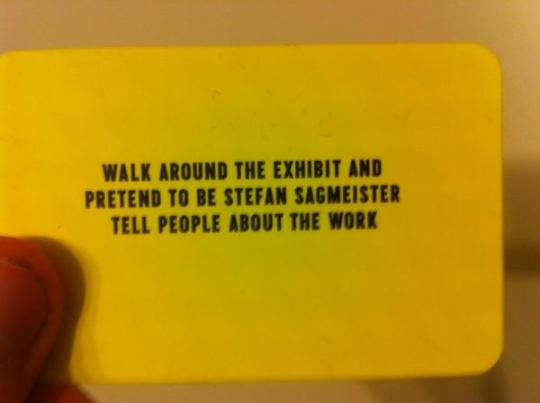 WALK AROUND THE EXHIBIT AND
PRETEND TO BE STEFAN SAGMEISTER
TELL PEOPLE ABOUT THE WORK